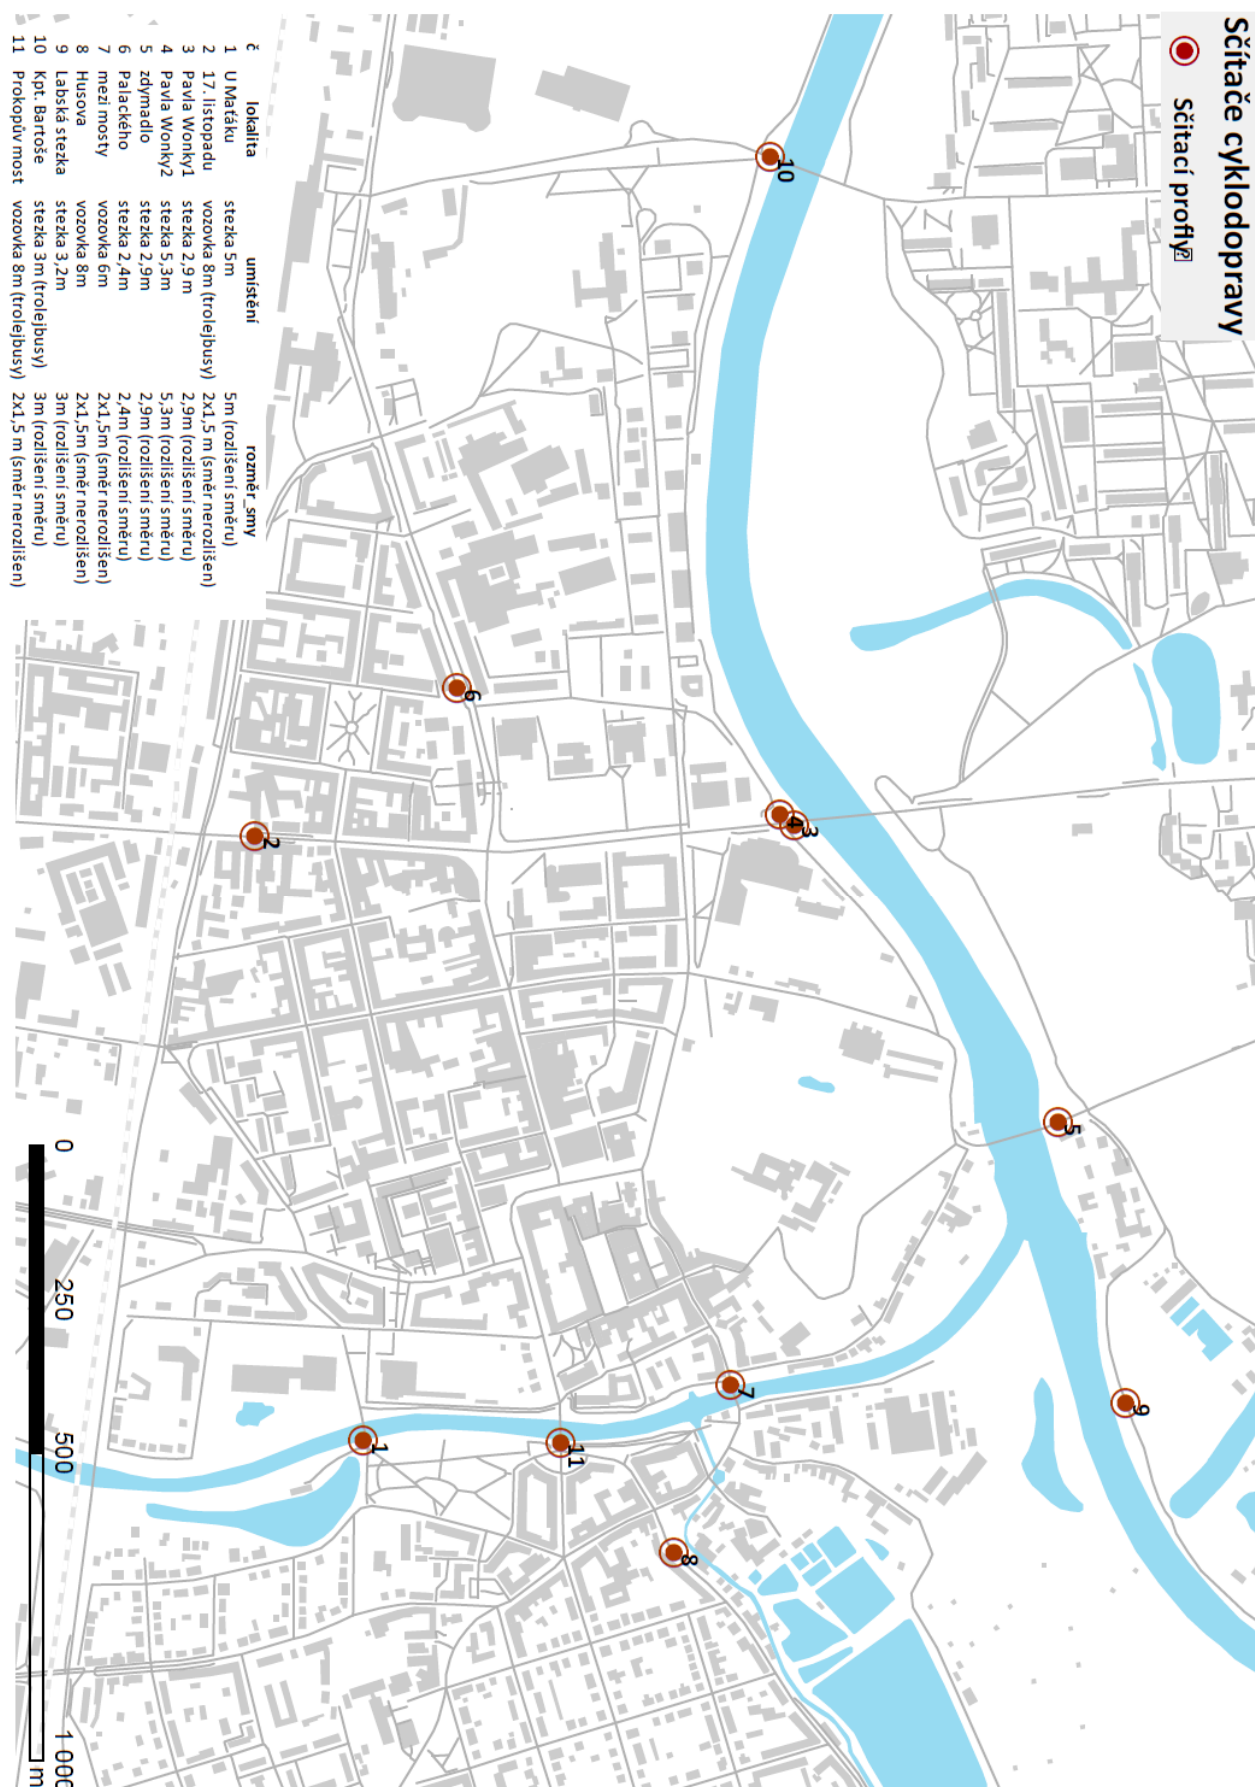 Sčítače cyklodopravy
Sčitací profly
č lokalita umístění rozměr_smy
1 U Maťáku stezka 5m 5m (rozlišení směru)
2 17. listopadu vozovka 8m (trolejbusy) 2x1,5 m (směr nerozlišen)
3 Pavla Wonky1 stezka 2,9 m 2,9m (rozlišení směru)
4 Pavla Wonky2 stezka 5,3m 5,3m (rozlišení směru)
5 zdymadlo stezka 2,9m 2,9m (rozlišení směru)
6 Palackého stezka 2,4m 2,4m (rozlišení směru)
7 mezi mosty vozovka 6m 2x1,5m (směr nerozlišen)
8 Husova vozovka 8m 2x1,5m (směr nerozlišen)
9 Labská stezka stezka 3,2m 3m (rozlišení směru)
10 Kpt. Bartoše stezka 3m (trolejbusy) 3m (rozlišení směru)
11 Prokopův most vozovka 8m (trolejbusy) 2x1,5 m (směr nerozlišen)
10
3
4
6
2
5
9
7
11
1
8
0 250 500 1 000
m